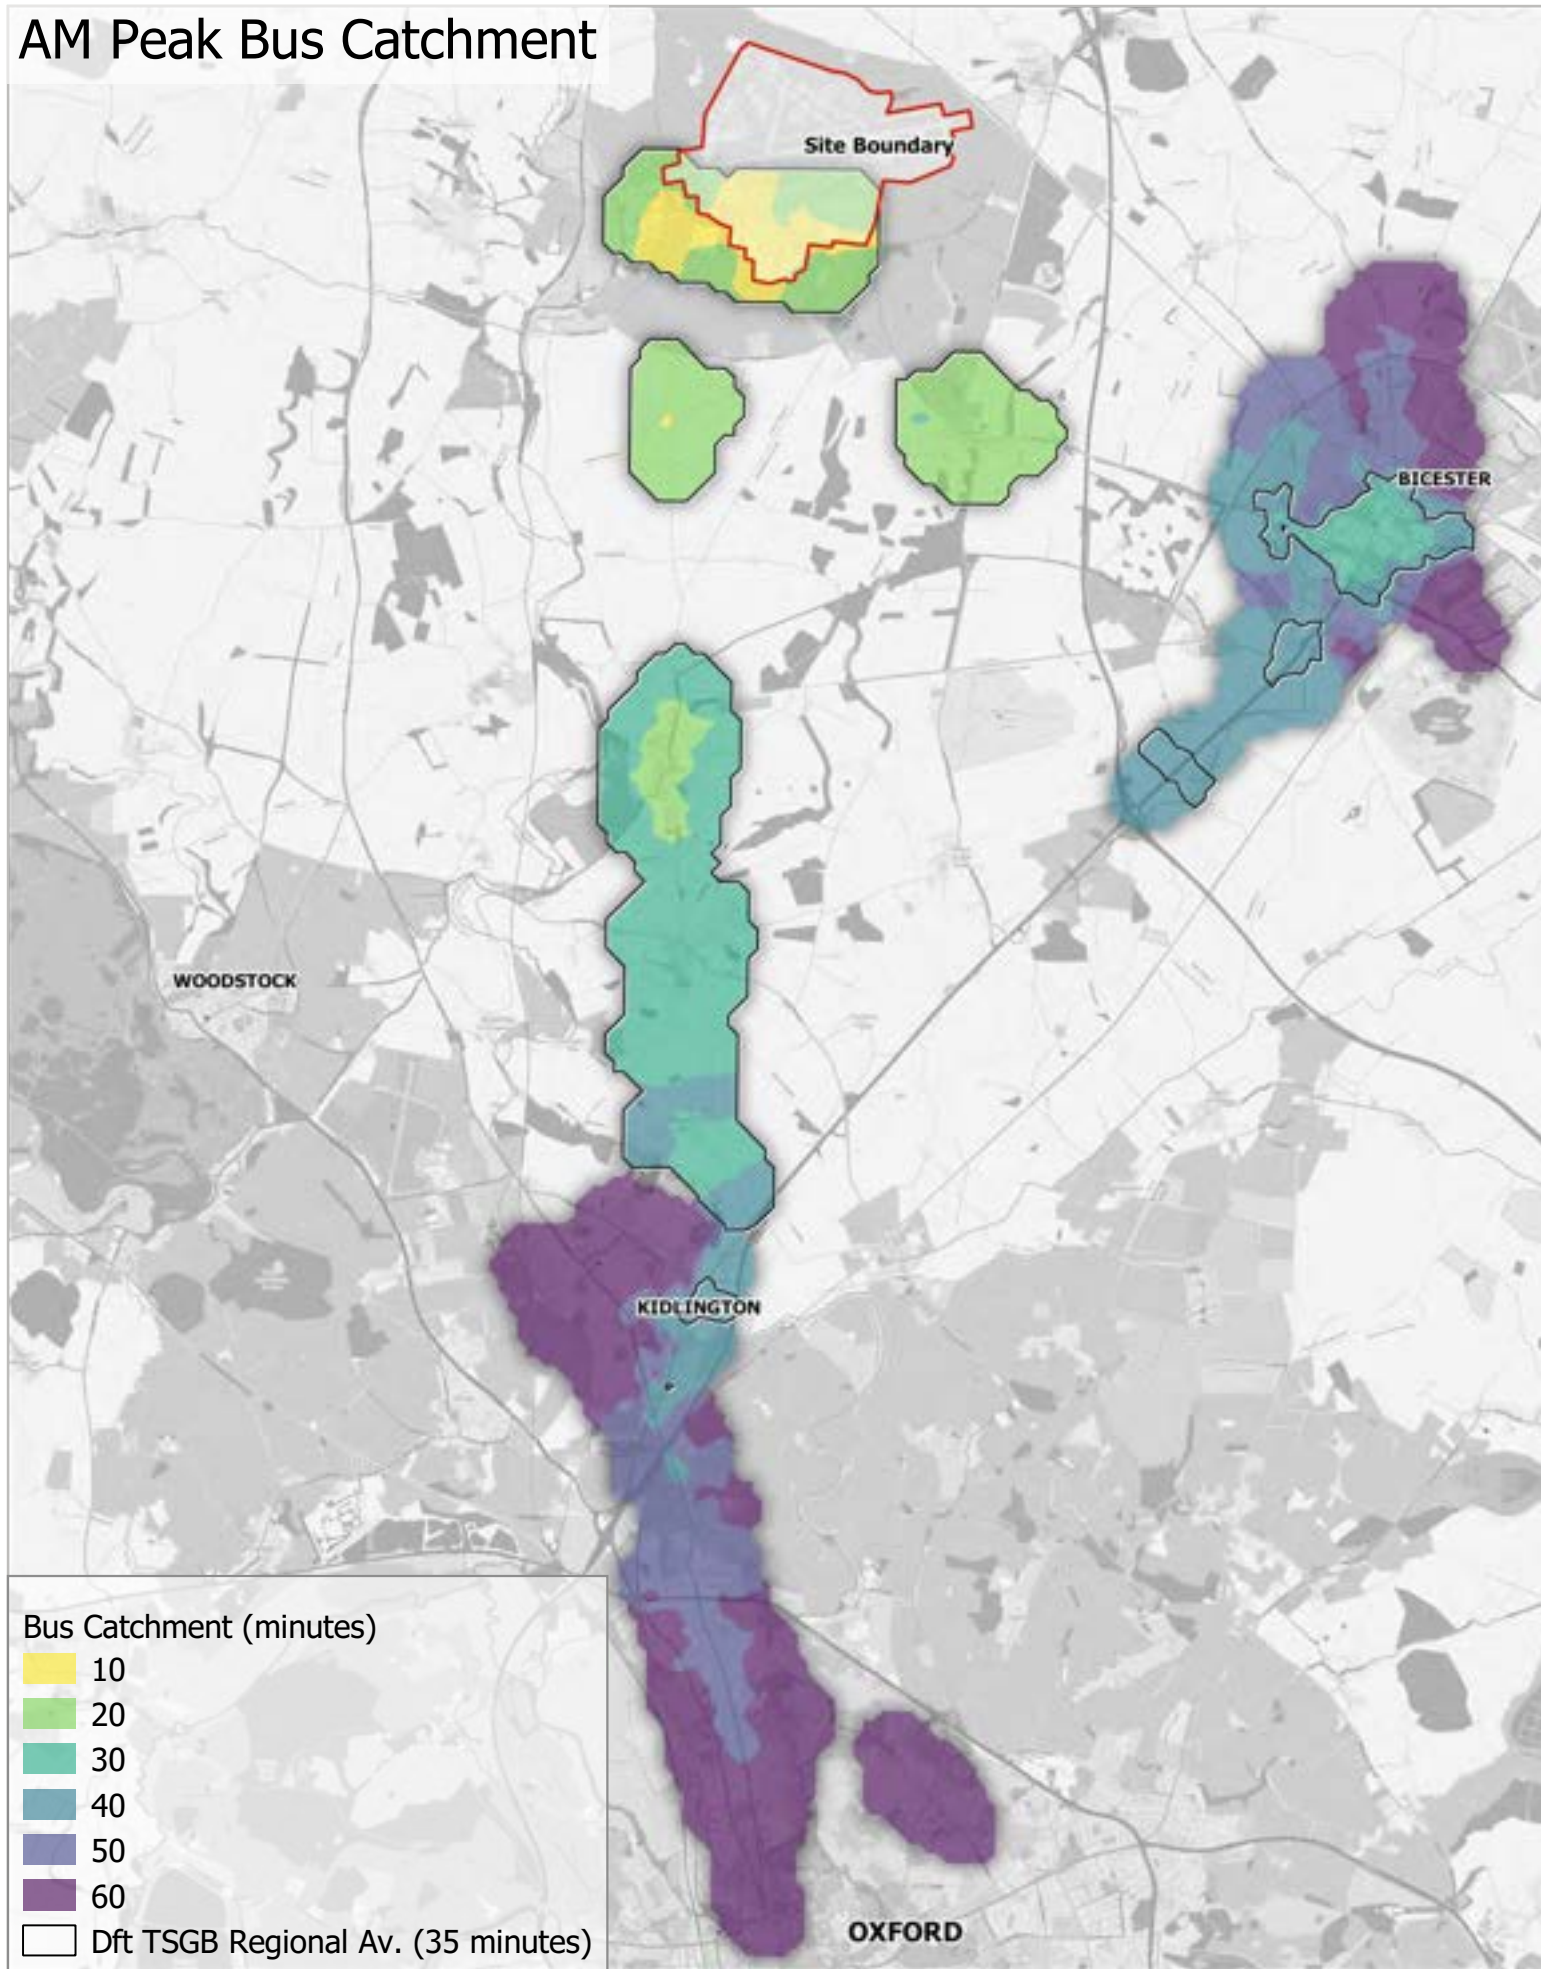 AM Peak Bus Catchment
Site Boundary
BICESTER
WOODSTOCK
KIDLINGTON
Bus Catchment (minutes)
10
20
30
40
50
60
Dft TSGB Regional Av. (35 minutes)
OXFORD